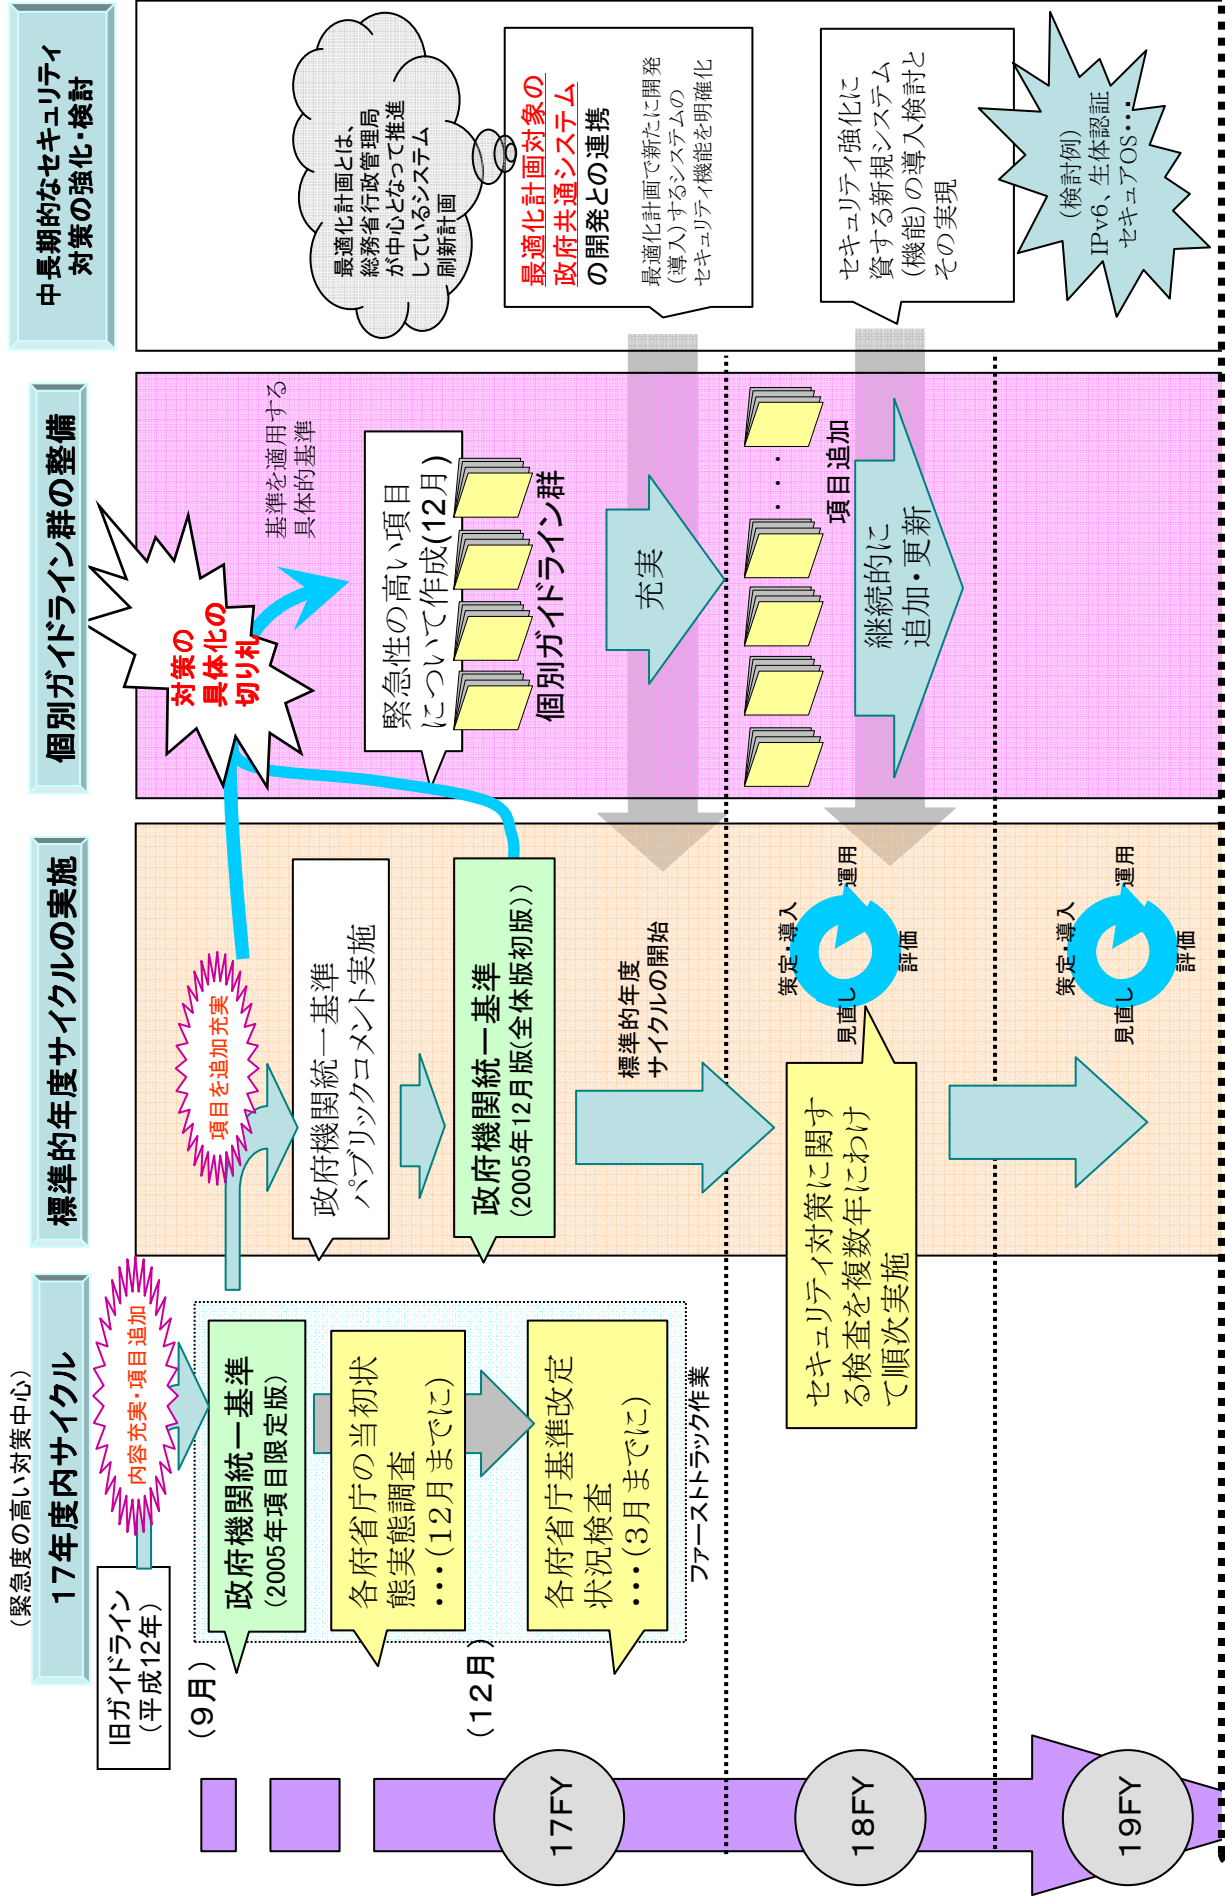 （緊急度の高い対策中心）
17年度内サイクル
標準的年度サイクルの実施
個別ガイドライン群の整備
中長期的なセキュリティ
対策の強化・検討
旧ガイドライン
（平成12年）
内容充実・項目追加
（9月）
政府機関統一基準
（2005年項目限定版）
各府省庁の当初状
態実態調査
・・・（12月までに）
（12月）
各府省庁基準改定
状況検査
・・・（3月までに）
ファーストトラック作業
項目を追加充実
政府機関統一基準
パブリックコメント実施
政府機関統一基準
（2005年12月版(全体版初版)）
標準的年度
サイクルの開始
策定・導入
運用
評価
見直し
セキュリティ対策に関す
る検査を複数年にわけ
て順次実施
策定・導入
運用
評価
見直し
対策の
具体化の
切り札
基準を適用する
具体的基準
緊急性の高い項目
について作成(12月)
個別ガイドライン群
充実
・・・
項目追加
継続的に
追加・更新
最適化計画とは、
総務省行政管理局
が中心となって推進
しているシステム
刷新計画
最適化計画対象の
政府共通システム
の開発との連携
最適化計画で新たに開発
（導入）するシステムの
セキュリティ機能を明確化
セキュリティ強化に
資する新規システム
（機能）の導入検討と
その実現
（検討例）
IPv6、生体認証
セキュアOS・・・
17FY
18FY
19FY